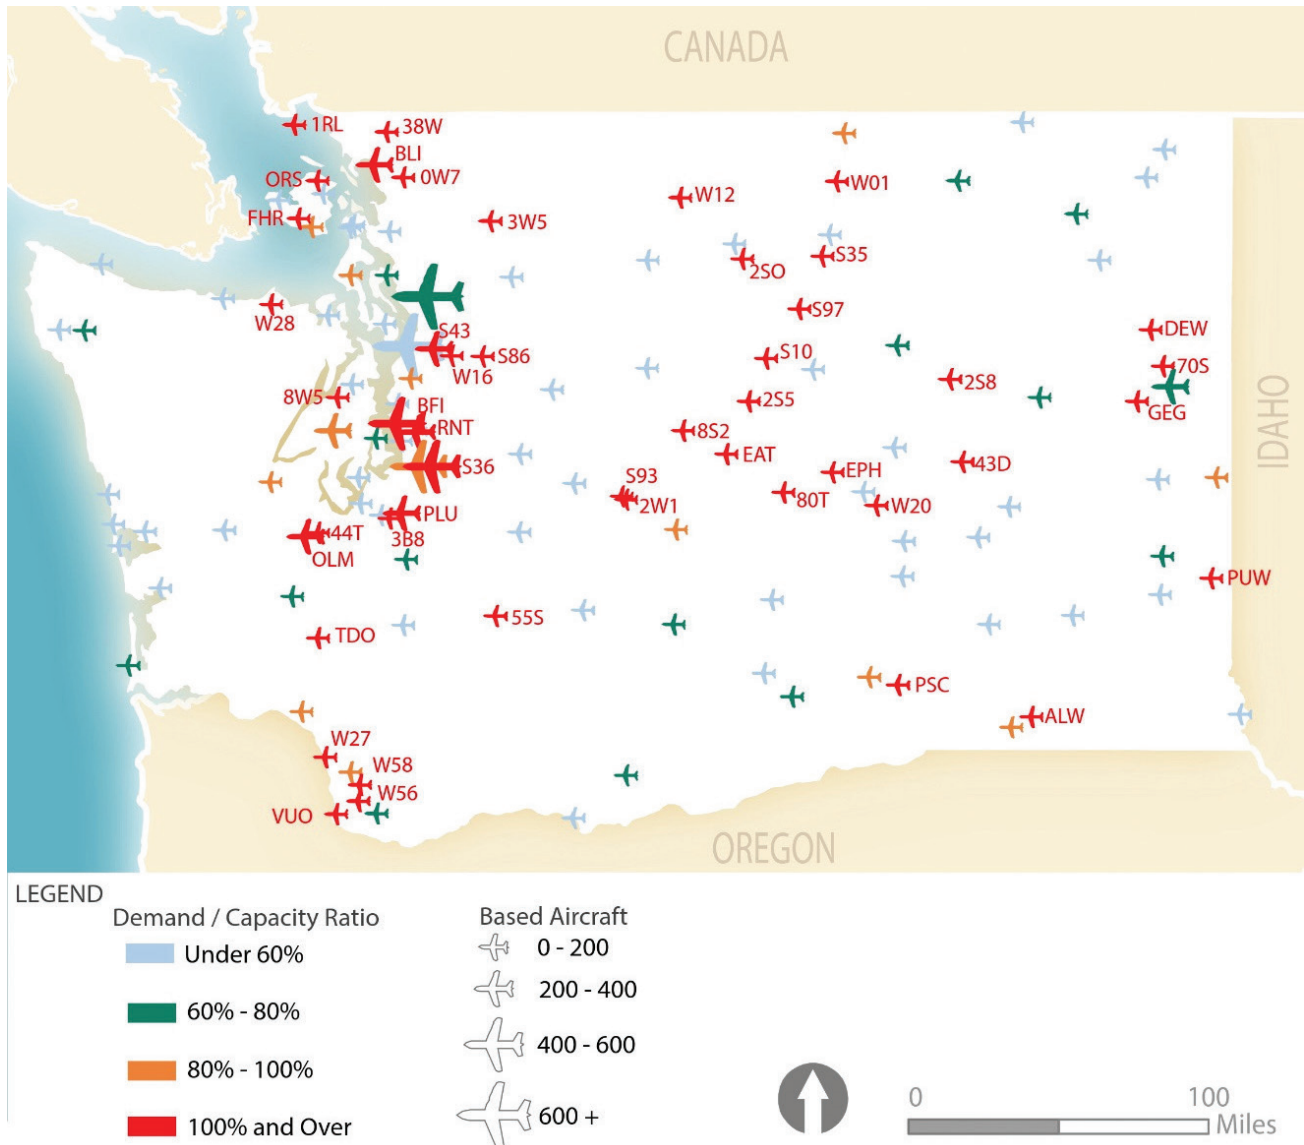 CANADA
1RL
38W
BLI
ORS
0W7
W01
W12
FHR
3W5
S35
2SO
W28
S97
S43
DEW
S86
S10
W16
70S
2S8
8W5
2S5
GEG
BFI
RNT
8S2
IDAHO
EAT
S36
43D
EPH
S93
80T
2W1
W20
PLU
44T
3B8
OLM
PUW
55S
TDO
PSC
ALW
W27
W58
W56
VUO
OREGON
LEGEND
Demand / Capacity Ratio
Under 60%
60% - 80%
80% - 100%
100% and Over
Based Aircraft
0 - 200
200 - 400
400 - 600
600 +
0 100
Miles